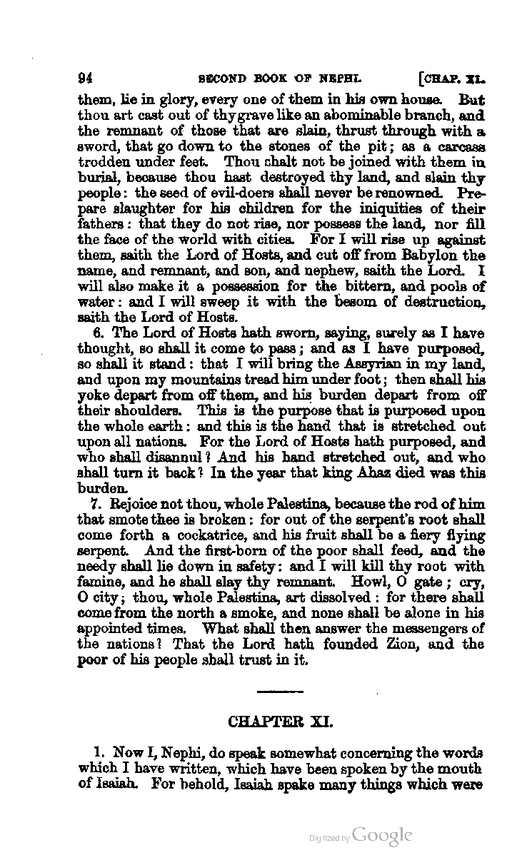 94 SECOND BOOK OF NEPHI. [CHAP. XI.
them, lie in glory, every one of them in his own house. But
thou art cast out of thy grave like an abominable branch, and
the remnant of those that are slain, thrust through with a
sword, that go down to the stones of the pit; as a carcass
trodden under feet. Thou shalt not be joined with them in
burial, because thou hast destroyed thy land, and slain thy
people: the seed of evil-doers shall never be renowned. Pre-
pare slaughter for his children for the iniquities of their
fathers: that they do not rise, nor possess the land, nor fill
the face of the world with cities. For I will rise up against
them, saith the Lord of Hosts, and cut off from Babylon the
name, and remnant, and son, and nephew, saith the Lord. I
will also make it a possession for the bittern, and pools of
water: and I will sweep it with the besom of destruction,
saith the Lord of Hosts.
6. The Lord of Hosts hath sworn, saying, surely as I have
thought, so shall it come to pass; and as I have purposed,
so shall it stand: that I will bring the Assyrian in my land,
and upon my mountains tread him under foot; then shall his
yoke depart from off them, and his burden depart from off
their shoulders. This is the purpose that is purposed upon
the whole earth: and this is the hand that is stretched out
upon all nations. For the Lord of Hosts hath purposed, and
who shall disannul? And his hand stretched out, and who
shall turn it back? In the year that king Ahaz died was this
burden.
7. Rejoice not thou, whole Palestina, because the rod of him
that smote thee is broken: for out of the serpent's root shall
come forth a cockatrice, and his fruit shall be a fiery flying
serpent. And the first-born of the poor shall feed, and the
needy shall lie down in safety: and I will kill thy root with
famine, and he shall slay thy remnant. Howl, O gate; cry,
O city; thou, whole Palestina, art dissolved: for there shall
come from the north a smoke, and none shall be alone in his
appointed times. What shall then answer the messengers of
the nations? That the Lord hath founded Zion, and the
poor of his people shall trust in it.
CHAPTER XI.
1. Now I, Nephi, do speak somewhat concerning the words
which I have written, which have been spoken by the mouth
of Isaiah. For behold, Isaiah spake many things which were
Digitized by Google